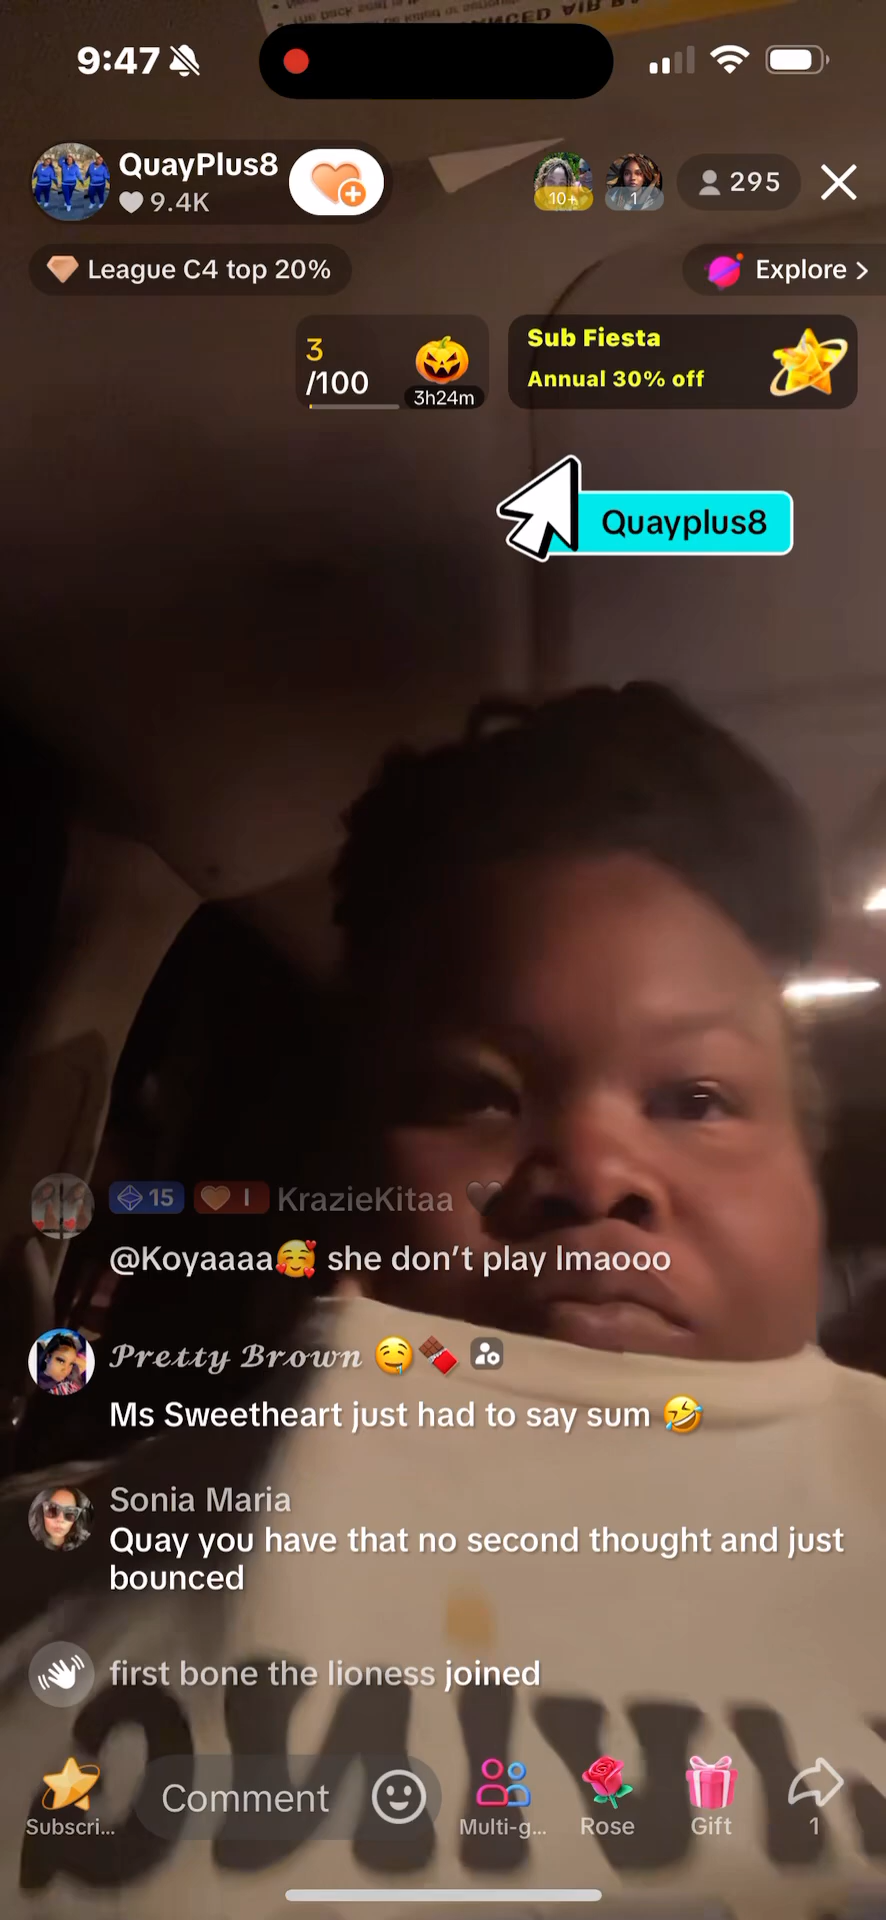 9:47
QuayPlus8
9.4K
10+
1
295
League C4 top 20%
Explore >
3
/100
3h24m
Sub Fiesta
Annual 30% off
Quayplus8
15
I
KrazieKitaa 🖤
@Koyaaaa🥰 she don't play lmaooo
𝓟𝓻𝓮𝓽𝓽𝔂 𝓑𝓻𝓸𝔀𝓷 🤤🍫
Ms Sweetheart just had to say sum 🤣
Sonia Maria
Quay you have that no second thought and just
bounced
first bone the lioness joined
Subscri...
Comment
Multi-g...
Rose
Gift
1